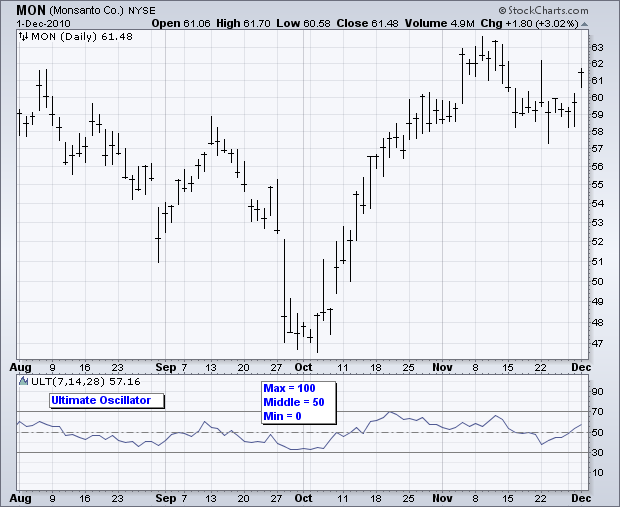 MON (Monsanto Co.) NYSE © StockCharts.com
1-Dec-2010 Open 61.06 High 61.70 Low 60.58 Close 61.48 Volume 4.9M Chg +1.80 (+3.02%)
MON (Daily) 61.48
63
62
61
60
59
58
57
56
55
54
53
52
51
50
49
48
47
Aug 9 16 23 Sep 7 13 20 27 Oct 11 18 25 Nov 8 15 22 Dec
ULT(7,14,28) 57.16
Ultimate Oscillator
Max = 100
Middle = 50
Min = 0
90
70
50
30
10
Aug 9 16 23 Sep 7 13 20 27 Oct 11 18 25 Nov 8 15 22 Dec